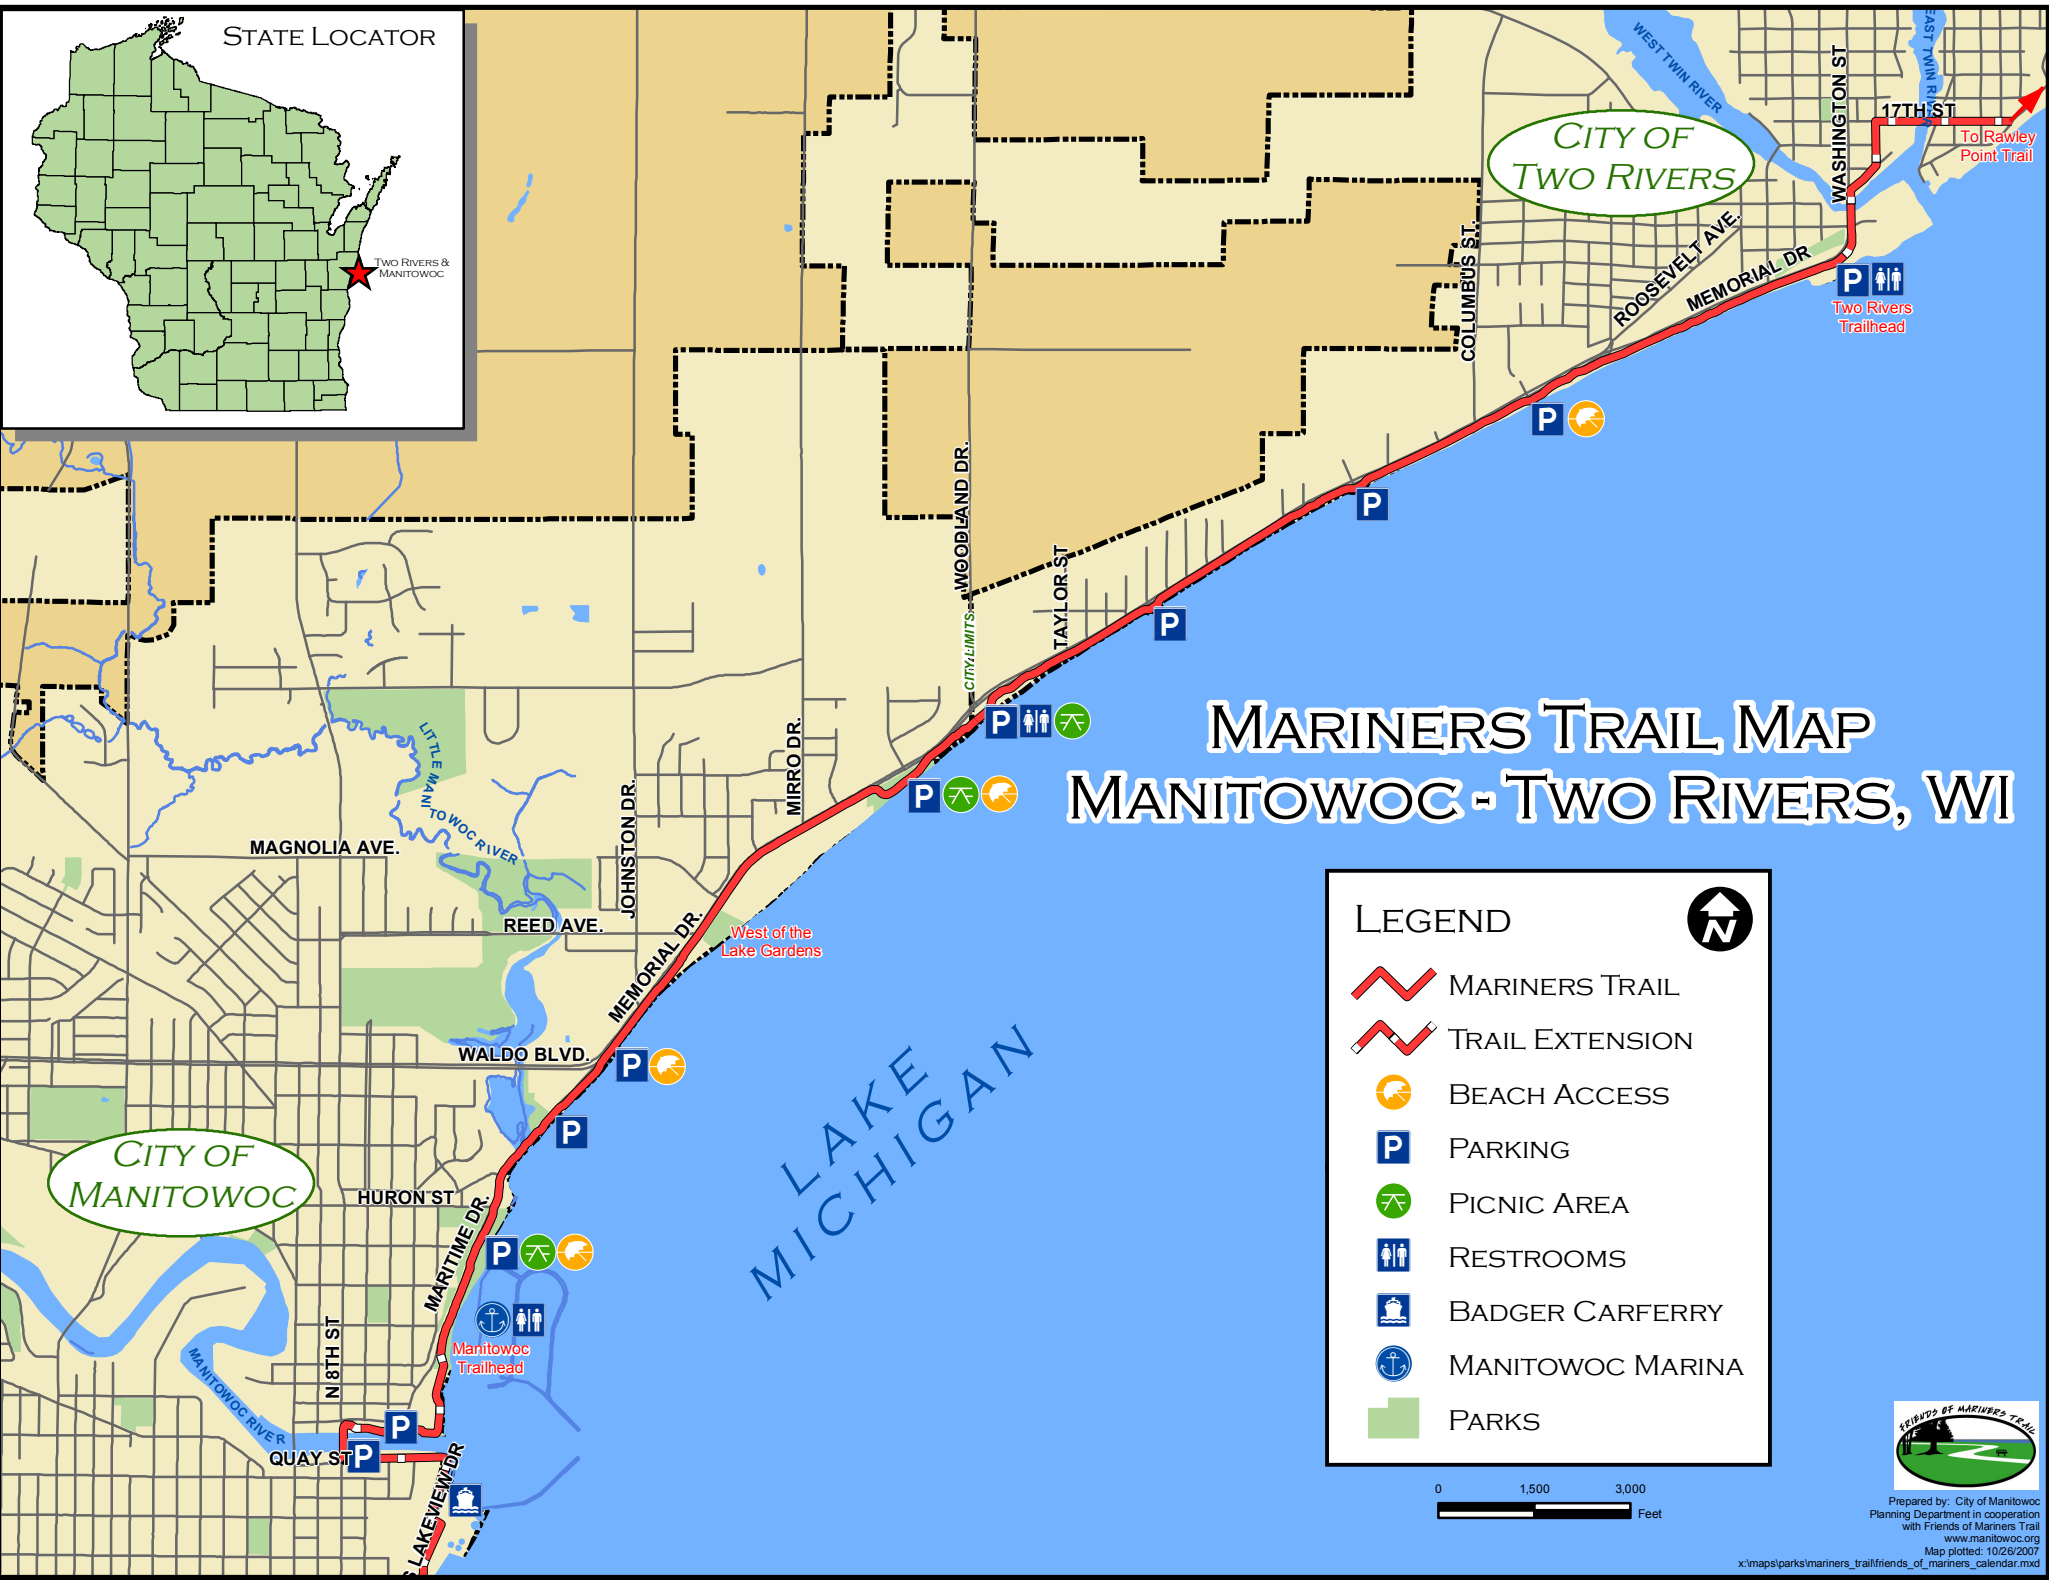 STATE LOCATOR
TWO RIVERS &
MANITOWOC
WEST TWIN RIVER
EAST TWIN RIVER
WASHINGTON ST
17TH ST
To Rawley
Point Trail
CITY OF
TWO RIVERS
COLUMBUS ST.
ROOSEVELT AVE.
MEMORIAL DR
P
Two Rivers
Trailhead
P
P
WOODLAND DR.
TAYLOR ST
CITY LIMITS
P
P
P
MARINERS TRAIL MAP
MANITOWOC - TWO RIVERS, WI
LITTLE MANITOWOC RIVER
MIRRO DR.
JOHNSTON DR.
MAGNOLIA AVE.
REED AVE.
MEMORIAL DR.
West of the
Lake Gardens
WALDO BLVD.
P
P
LAKE
MICHIGAN
CITY OF
MANITOWOC
HURON ST
MARITIME DR.
P
N 8TH ST
Manitowoc
Trailhead
MANITOWOC RIVER
P
QUAY ST
P
S LAKEVIEW DR
LEGEND
N
MARINERS TRAIL
TRAIL EXTENSION
BEACH ACCESS
P
PARKING
PICNIC AREA
RESTROOMS
BADGER CARFERRY
MANITOWOC MARINA
PARKS
0 1,500 3,000
Feet
FRIENDS OF MARINERS TRAIL
Prepared by: City of Manitowoc
Planning Department in cooperation
with Friends of Mariners Trail
www.manitowoc.org
Map plotted: 10/26/2007
x:\maps\parks\mariners_trail\friends_of_mariners_calendar.mxd